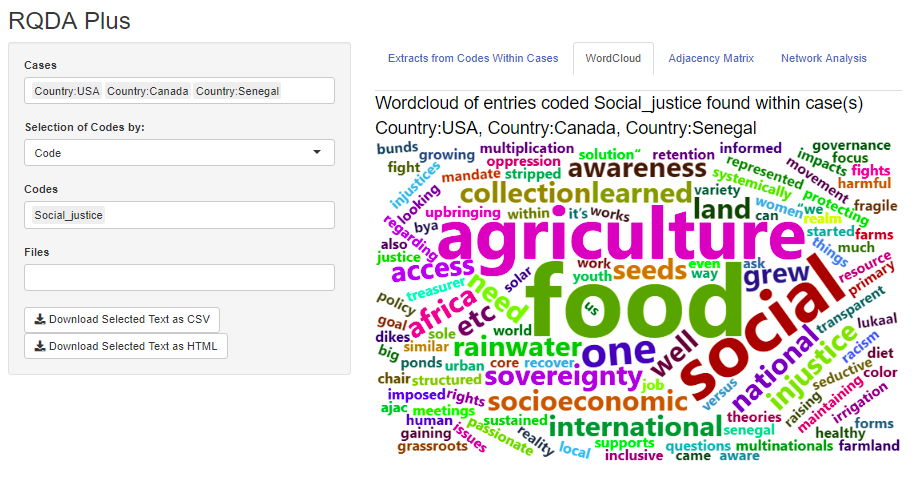 RQDA Plus
Cases
Country:USA Country:Canada Country:Senegal
Selection of Codes by:
Code
Codes
Social_justice
Files
Download Selected Text as CSV
Download Selected Text as HTML
Extracts from Codes Within Cases WordCloud Adjacency Matrix Network Analysis
Wordcloud of entries coded Social_justice found within case(s)
Country:USA, Country:Canada, Country:Senegal
bunds
growing
multiplication
solution“
retention
informed
governance
impacts
focus
fight
injustices
mandate
oppression
stripped
awareness
represented
systemically
movement
fights
harmful
looking
collection
learned
variety
women
“we
protecting
fragile
upbringing
within
it’s
works
land
can
realm
regarding
bya
agriculture
started
farms
also
things
much
justice
access
solar
work
youth
seeds
even
way
ask
grew
resource
primary
treasurer
need
food
us
social
policy
africa
etc
goal
sole
world
transparent
lukaal
dikes
similar
rainwater
one
well
national
injustice
racism
big
ponds
urban
core
recover
diet
chair
structured
sovereignty
job
versus
seductive
color
imposed
rights
socioeconomic
raising
maintaining
irrigation
ajac
meetings
sustained
international
theories
forms
human
senegal
healthy
gaining
issues
passionate
reality
local
supports
questions
multinationals
farmland
grassroots
inclusive
came
aware